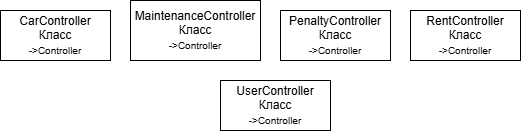 CarController
Класс
->Controller
MaintenanceController
Класс
->Controller
PenaltyController
Класс
->Controller
RentController
Класс
->Controller
UserController
Класс
->Controller